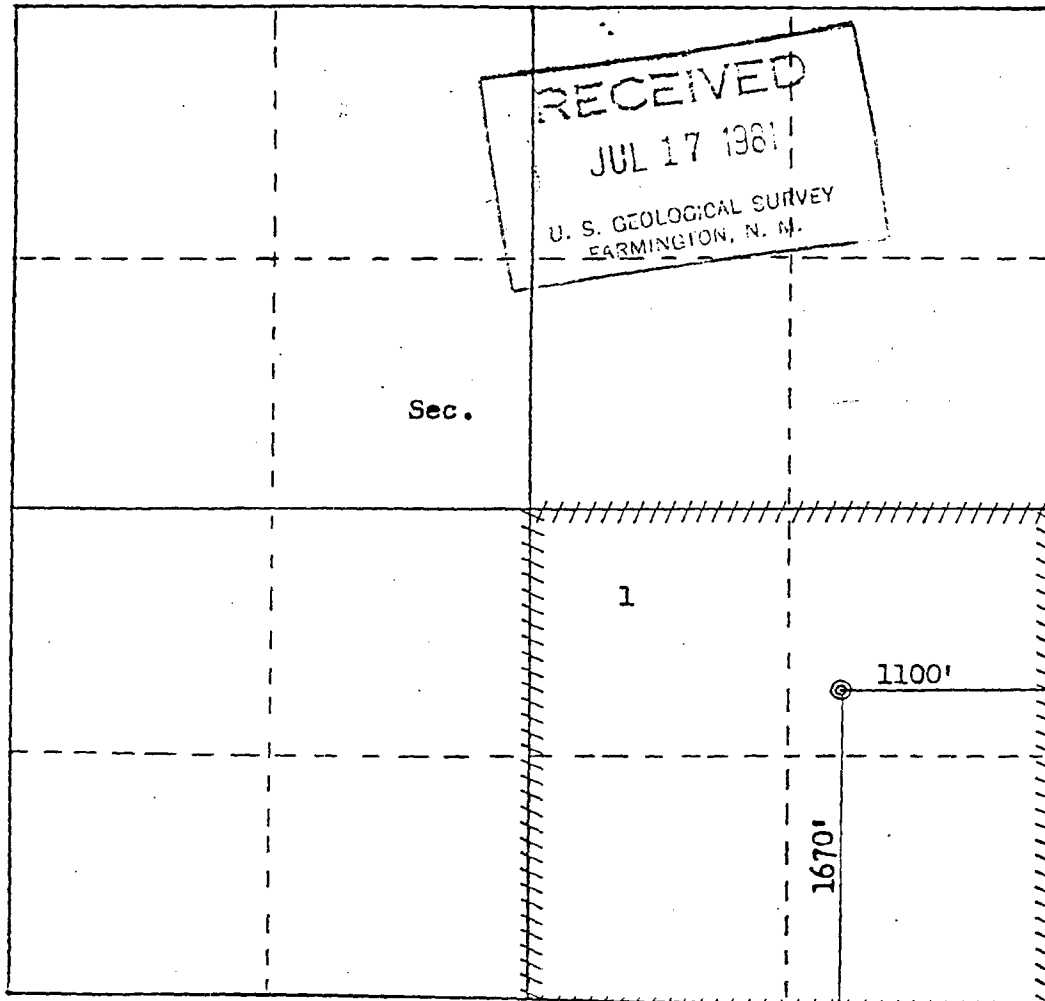 RECEIVED
JUL 17 1981
U. S. GEOLOGICAL SURVEY
FARMINGTON, N. M.
Sec.
1
1100'
1670'